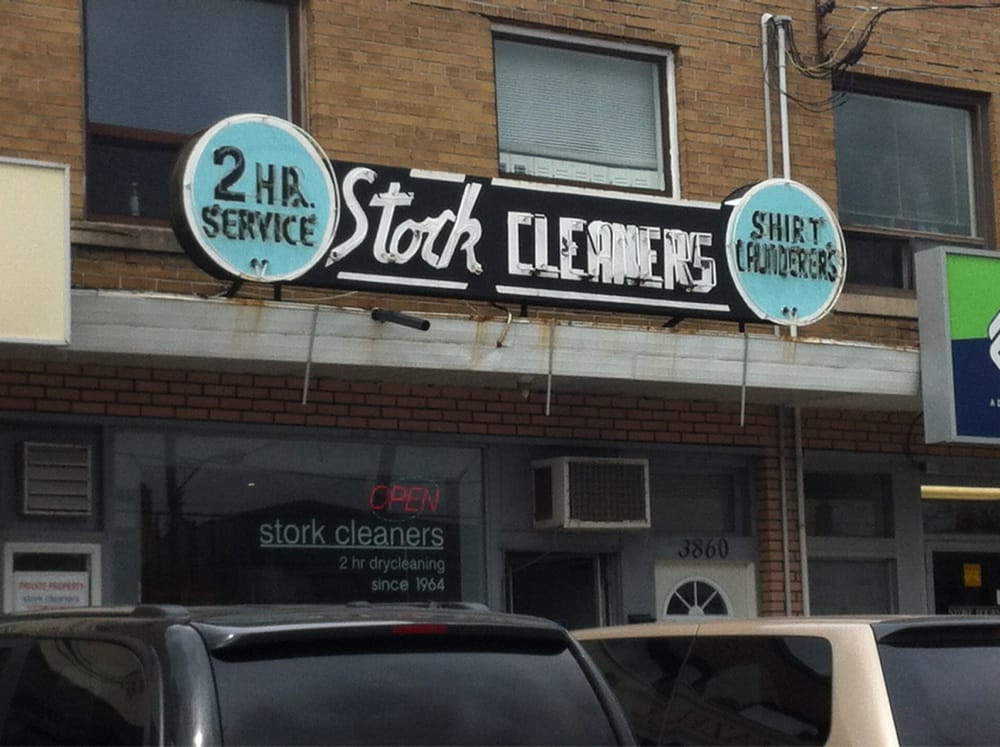 2 HR.
SERVICE
Stork CLEANERS
SHIRT
LAUNDERERS
OPEN
stork cleaners
2 hr drycleaning
since 1964
3860
PRIVATE PROPERTY
stork cleaners